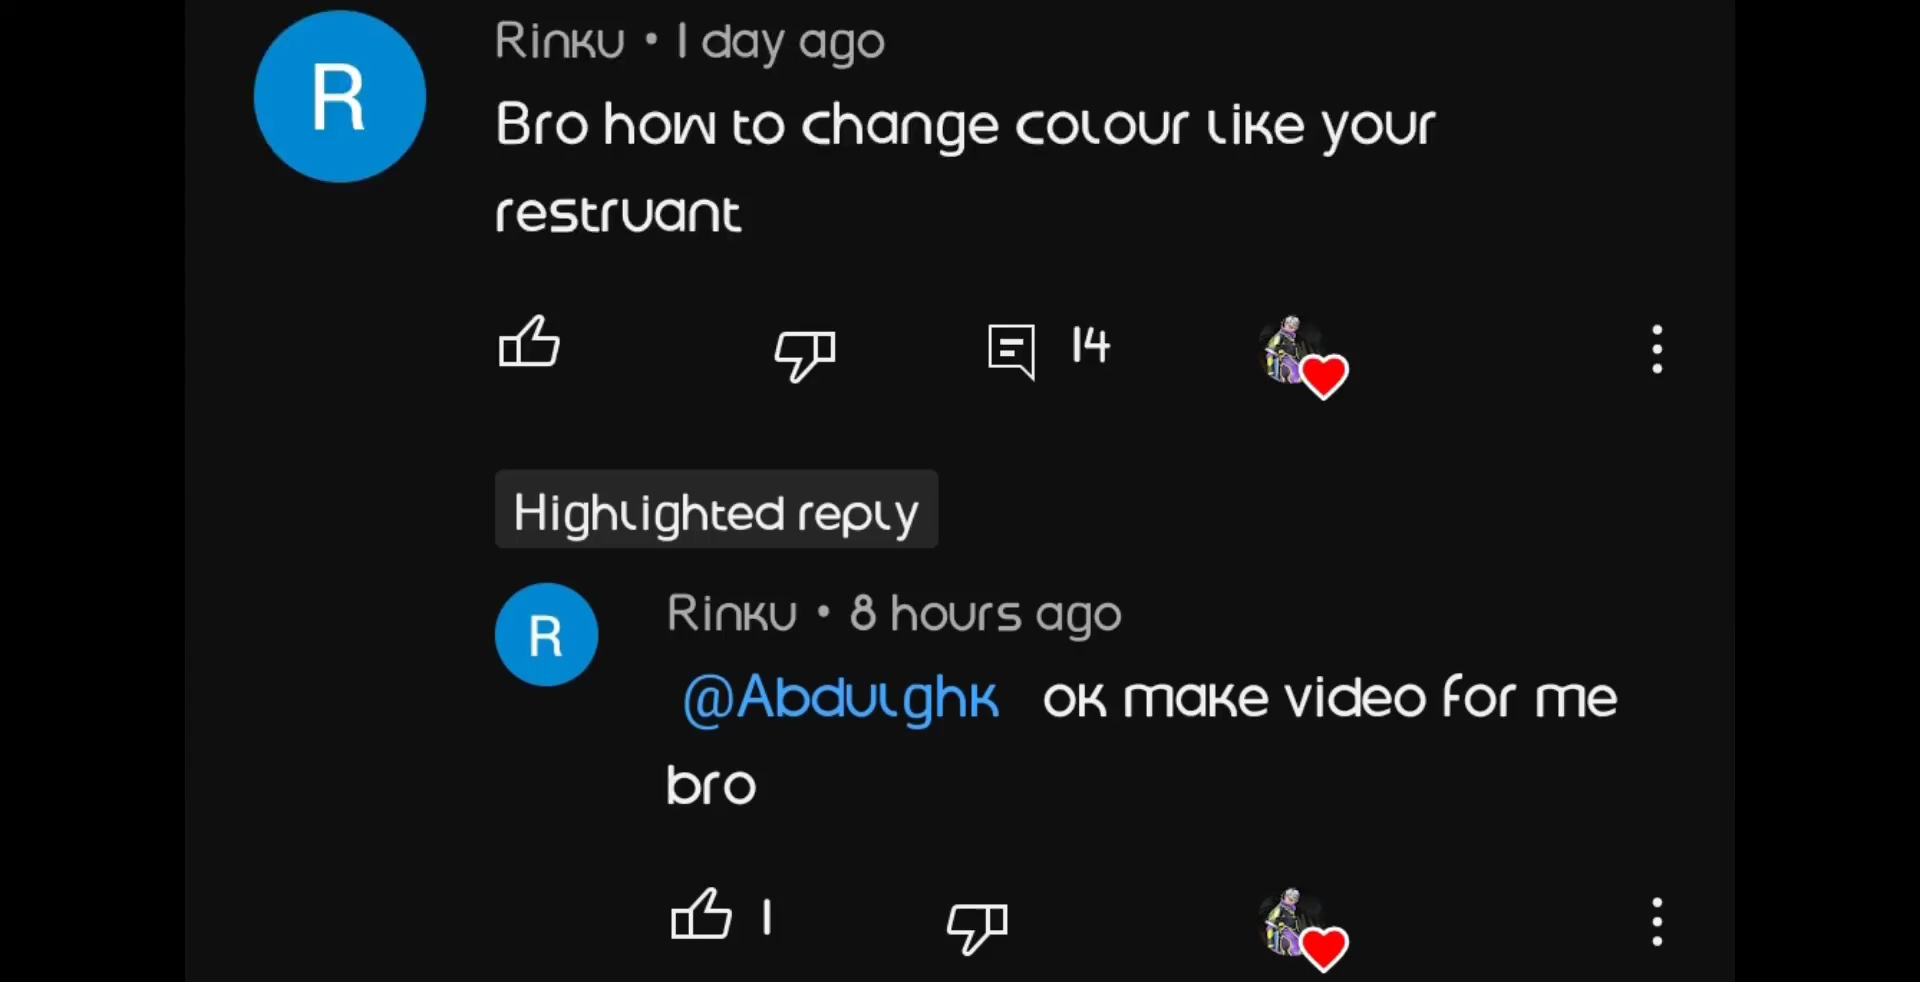 R
Rinku • 1 day ago
Bro how to change colour like your
restruant
14
Highlighted reply
R
Rinku • 8 hours ago
@Abdulghk ok make video for me
bro
1